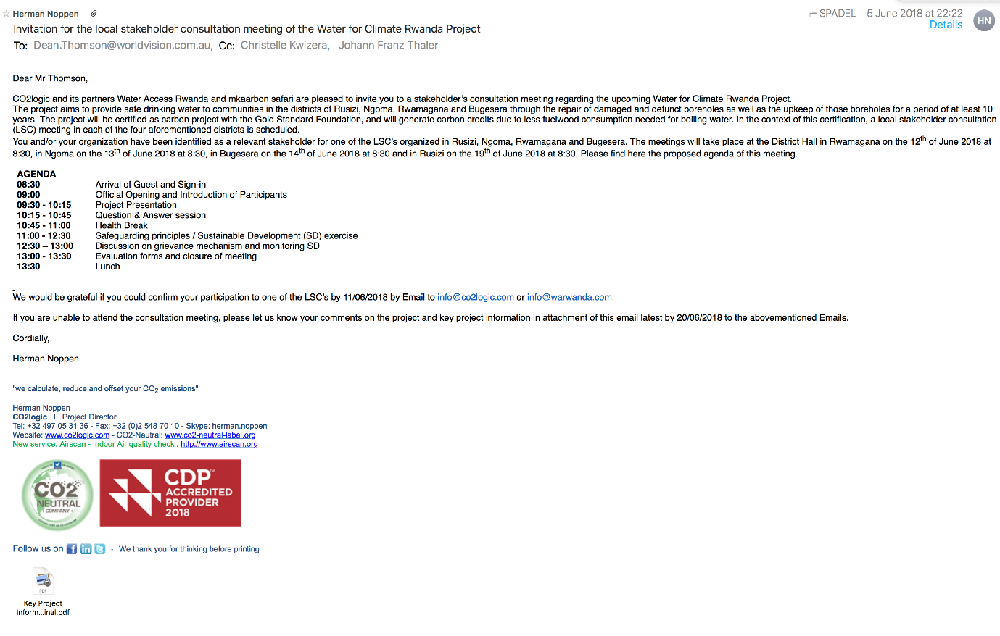 Herman Noppen
SPADEL 5 June 2018 at 22:22
Details
HN
Invitation for the local stakeholder consultation meeting of the Water for Climate Rwanda Project
To: Dean.Thomson@worldvision.com.au, Cc: Christelle Kwizera, Johann Franz Thaler
Dear Mr Thomson,
CO2logic and its partners Water Access Rwanda and mkaarbon safari are pleased to invite you to a stakeholder's consultation meeting regarding the upcoming Water for Climate Rwanda Project.
The project aims to provide safe drinking water to communities in the districts of Rusizi, Ngoma, Rwamagana and Bugesera through the repair of damaged and defunct boreholes as well as the upkeep of those boreholes for a period of at least 10
years. The project will be certified as carbon project with the Gold Standard Foundation, and will generate carbon credits due to less fuelwood consumption needed for boiling water. In the context of this certification, a local stakeholder consultation
(LSC) meeting in each of the four aforementioned districts is scheduled.
You and/or your organization have been identified as a relevant stakeholder for one of the LSC's organized in Rusizi, Ngoma, Rwamagana and Bugesera. The meetings will take place at the District Hall in Rwamagana on the 12th of June 2018 at
8:30, in Ngoma on the 13th of June 2018 at 8:30, in Bugesera on the 14th of June 2018 at 8:30 and in Rusizi on the 19th of June 2018 at 8:30. Please find here the proposed agenda of this meeting.
AGENDA
08:30 Arrival of Guest and Sign-in
09:00 Official Opening and Introduction of Participants
09:30 - 10:15 Project Presentation
10:15 - 10:45 Question & Answer session
10:45 - 11:00 Health Break
11:00 - 12:30 Safeguarding principles / Sustainable Development (SD) exercise
12:30 – 13:00 Discussion on grievance mechanism and monitoring SD
13:00 - 13:30 Evaluation forms and closure of meeting
13:30 Lunch
We would be grateful if you could confirm your participation to one of the LSC's by 11/06/2018 by Email to info@co2logic.com or info@warwanda.com.
If you are unable to attend the consultation meeting, please let us know your comments on the project and key project information in attachment of this email latest by 20/06/2018 to the abovementioned Emails.
Cordially,
Herman Noppen
"we calculate, reduce and offset your CO2 emissions"
Herman Noppen
CO2logic | Project Director
Tel: +32 497 05 31 36 - Fax: +32 (0)2 548 70 10 - Skype: herman.noppen
Website: www.co2logic.com - CO2-Neutral: www.co2-neutral-label.org
New service: Airscan - Indoor Air quality check : http://www.airscan.org
CO2
NEUTRAL
COMPANY
CDP™
ACCREDITED
PROVIDER
2018
Follow us on f in t - We thank you for thinking before printing
PDF
Key Project
Inform...inal.pdf